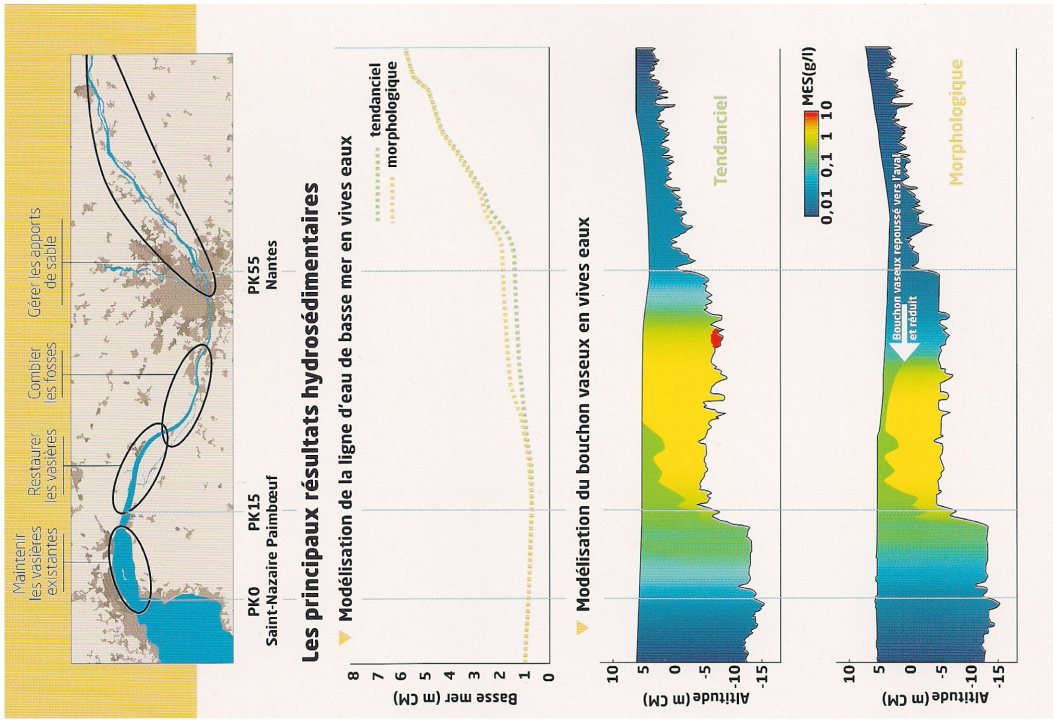 Maintenir
les vasières
existantes
Restaurer
les vasières
Combler
les fosses
Gérer les apports
de sable
PK0
Saint-Nazaire
PK15
Paimbœuf
PK55
Nantes
Les principaux résultats hydrosédimentaires
Modélisation de la ligne d'eau de basse mer en vives eaux
tendanciel
morphologique
Basse mer (m CM)
8
7
6
5
4
3
2
1
0
Modélisation du bouchon vaseux en vives eaux
Altitude (m CM)
10
5
0
-5
-10
-15
Tendanciel
MES(g/l)
0,01 0,1 1 10
Altitude (m CM)
10
5
0
-5
-10
-15
Bouchon vaseux repoussé vers l'aval
et réduit
Morphologique